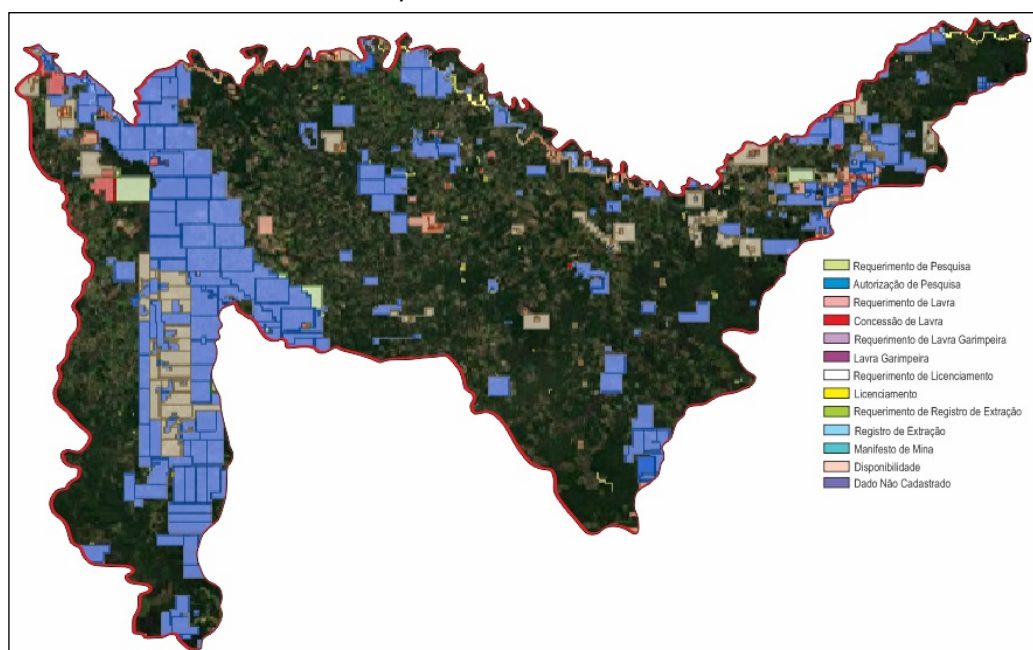 Requerimento de Pesquisa
Autorização de Pesquisa
Requerimento de Lavra
Concessão de Lavra
Requerimento de Lavra Garimpeira
Lavra Garimpeira
Requerimento de Licenciamento
Licenciamento
Requerimento de Registro de Extração
Registro de Extração
Manifesto de Mina
Disponibilidade
Dado Não Cadastrado